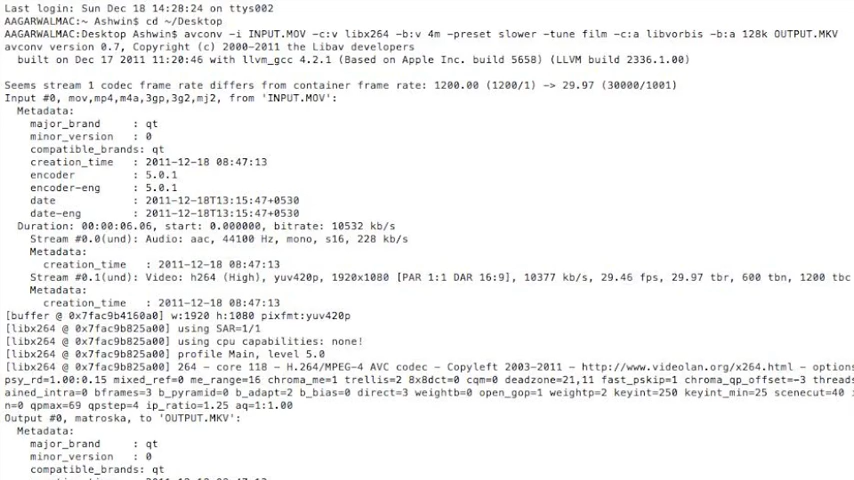 Last login: Sun Dec 18 14:28:24 on ttys002
AAGARWALMAC:~ Ashwin$ cd ~/Desktop
AAGARWALMAC:Desktop Ashwin$ avconv -i INPUT.MOV -c:v libx264 -b:v 4m -preset slower -tune film -c:a libvorbis -b:a 128k OUTPUT.MKV
avconv version 0.7, Copyright (c) 2000-2011 the Libav developers
built on Dec 17 2011 11:20:46 with llvm_gcc 4.2.1 (Based on Apple Inc. build 5658) (LLVM build 2336.1.00)
Seems stream 1 codec frame rate differs from container frame rate: 1200.00 (1200/1) -> 29.97 (30000/1001)
Input #0, mov,mp4,m4a,3gp,3g2,mj2, from 'INPUT.MOV':
Metadata:
major_brand : qt
minor_version : 0
compatible_brands: qt
creation_time : 2011-12-18 08:47:13
encoder : 5.0.1
encoder-eng : 5.0.1
date : 2011-12-18T13:15:47+0530
date-eng : 2011-12-18T13:15:47+0530
Duration: 00:00:06.06, start: 0.000000, bitrate: 10532 kb/s
Stream #0.0(und): Audio: aac, 44100 Hz, mono, s16, 228 kb/s
Metadata:
creation_time : 2011-12-18 08:47:13
Stream #0.1(und): Video: h264 (High), yuv420p, 1920x1080 [PAR 1:1 DAR 16:9], 10377 kb/s, 29.46 fps, 29.97 tbr, 600 tbn, 1200 tbc
Metadata:
creation_time : 2011-12-18 08:47:13
[buffer @ 0x7fac9b4160a0] w:1920 h:1080 pixfmt:yuv420p
[libx264 @ 0x7fac9b825a00] using SAR=1/1
[libx264 @ 0x7fac9b825a00] using cpu capabilities: none!
[libx264 @ 0x7fac9b825a00] profile Main, level 5.0
[libx264 @ 0x7fac9b825a00] 264 - core 118 - H.264/MPEG-4 AVC codec - Copyleft 2003-2011 - http://www.videolan.org/x264.html - options
psy_rd=1.00:0.15 mixed_ref=0 me_range=16 chroma_me=1 trellis=2 8x8dct=0 cqm=0 deadzone=21,11 fast_pskip=1 chroma_qp_offset=-3 threads
ained_intra=0 bframes=3 b_pyramid=0 b_adapt=2 b_bias=0 direct=3 weightb=0 open_gop=1 weightp=2 keyint=250 keyint_min=25 scenecut=40 i
n=0 qpmax=69 qpstep=4 ip_ratio=1.25 aq=1:1.00
Output #0, matroska, to 'OUTPUT.MKV':
Metadata:
major_brand : qt
minor_version : 0
compatible_brands: qt